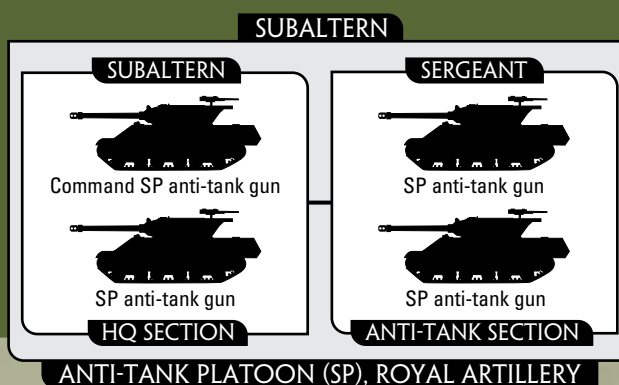 SUBALTERN
SUBALTERN
Command SP anti-tank gun
SP anti-tank gun
HQ SECTION
SERGEANT
SP anti-tank gun
SP anti-tank gun
ANTI-TANK SECTION
ANTI-TANK PLATOON (SP), ROYAL ARTILLERY